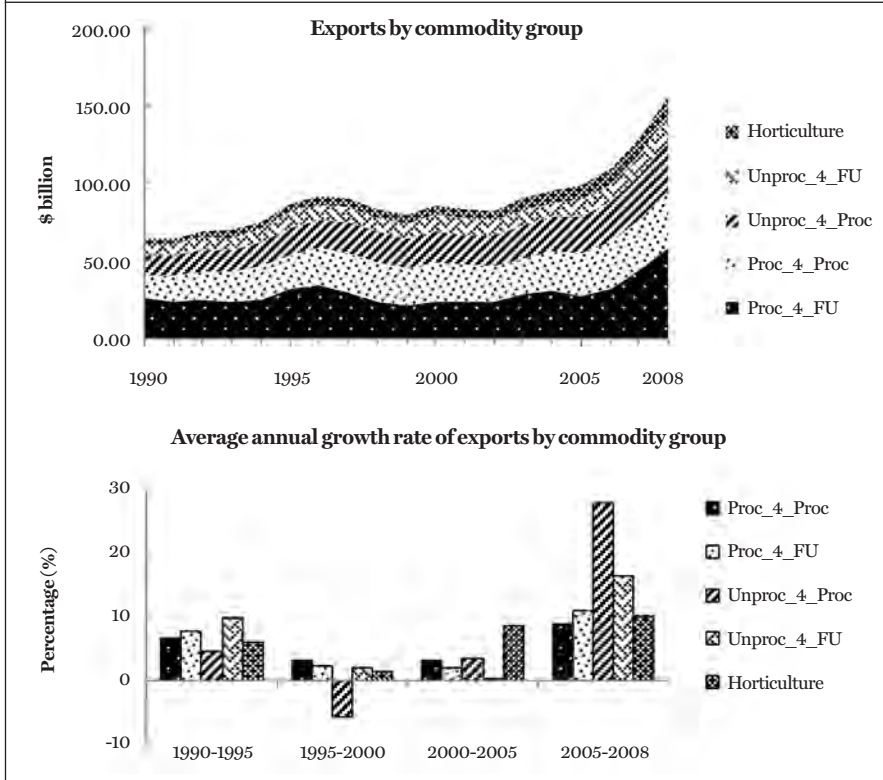 Exports by commodity group
200.00
150.00
100.00
50.00
0.00
$ billion
1990 1995 2000 2005 2008
Horticulture
Unproc_4_FU
Unproc_4_Proc
Proc_4_Proc
Proc_4_FU
Average annual growth rate of exports by commodity group
30
20
10
0
-10
Percentage (%)
1990-1995 1995-2000 2000-2005 2005-2008
Proc_4_Proc
Proc_4_FU
Unproc_4_Proc
Unproc_4_FU
Horticulture